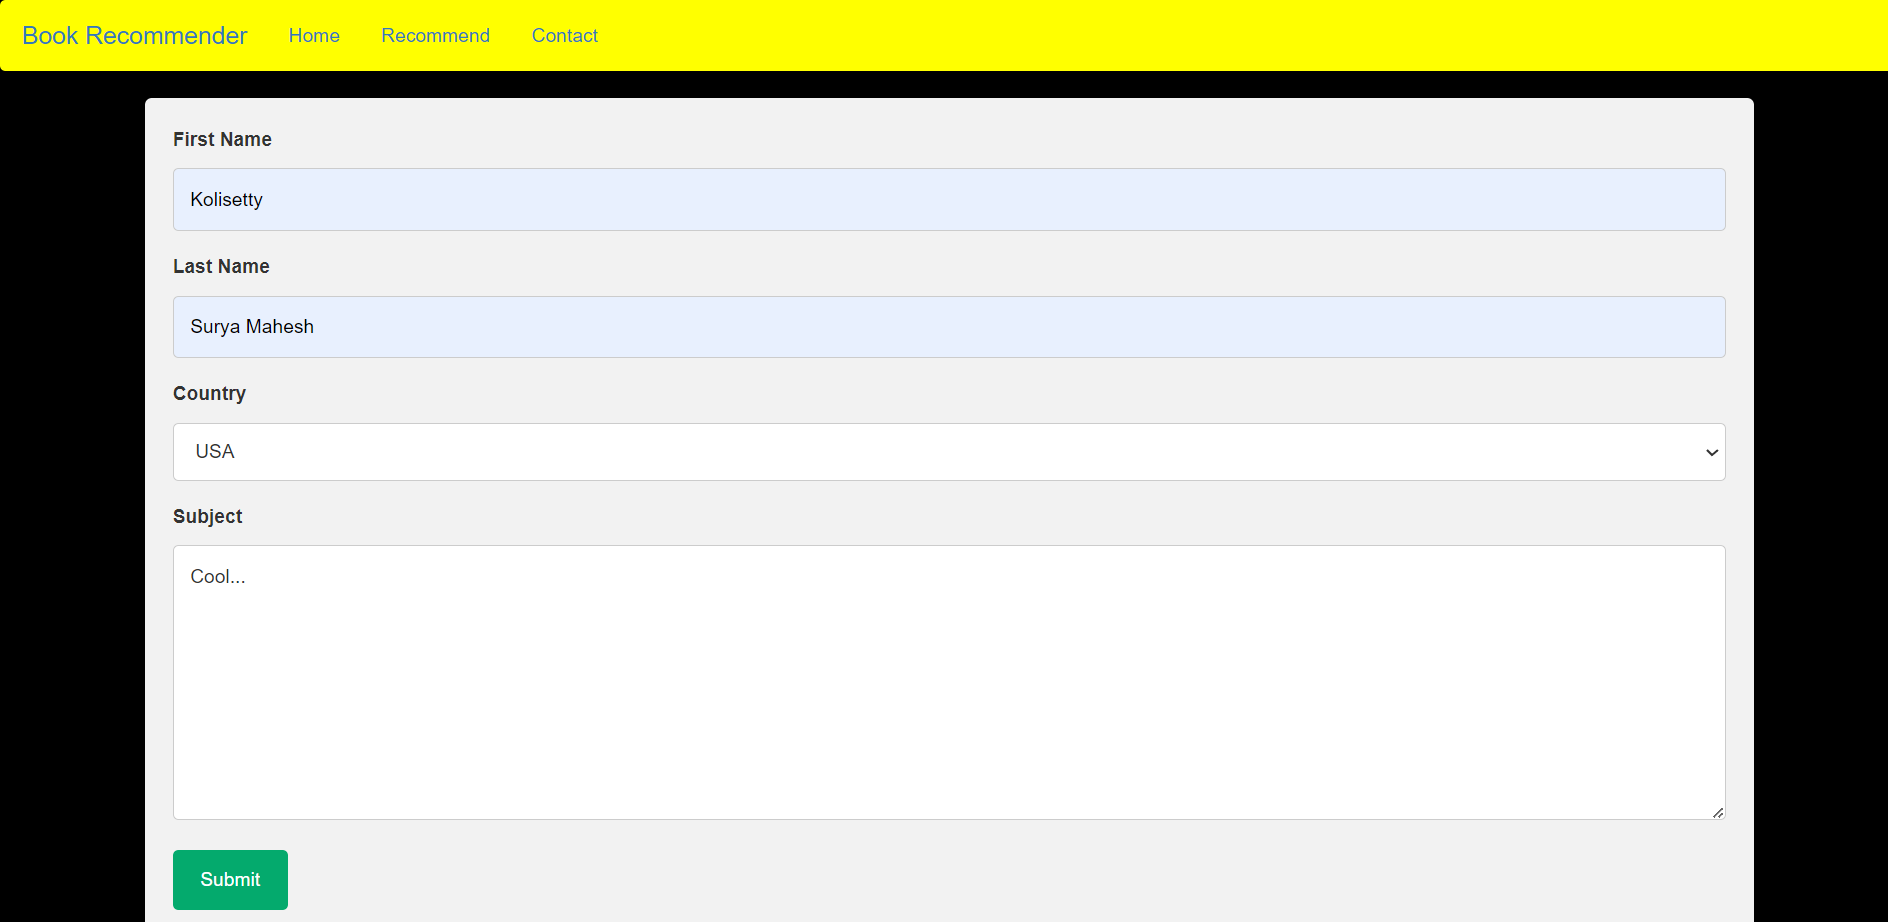 Book Recommender Home Recommend Contact
First Name
Kolisetty
Last Name
Surya Mahesh
Country
USA
Subject
Cool...
Submit